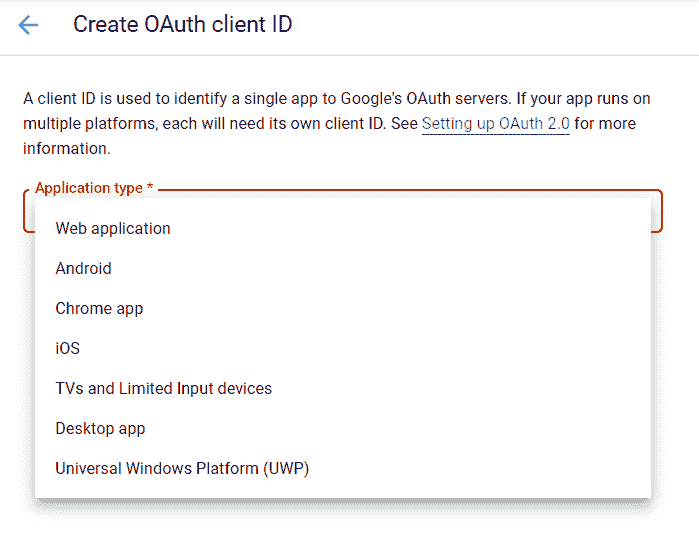 Create OAuth client ID
A client ID is used to identify a single app to Google's OAuth servers. If your app runs on
multiple platforms, each will need its own client ID. See Setting up OAuth 2.0 for more
information.
Application type *
Web application
Android
Chrome app
iOS
TVs and Limited Input devices
Desktop app
Universal Windows Platform (UWP)